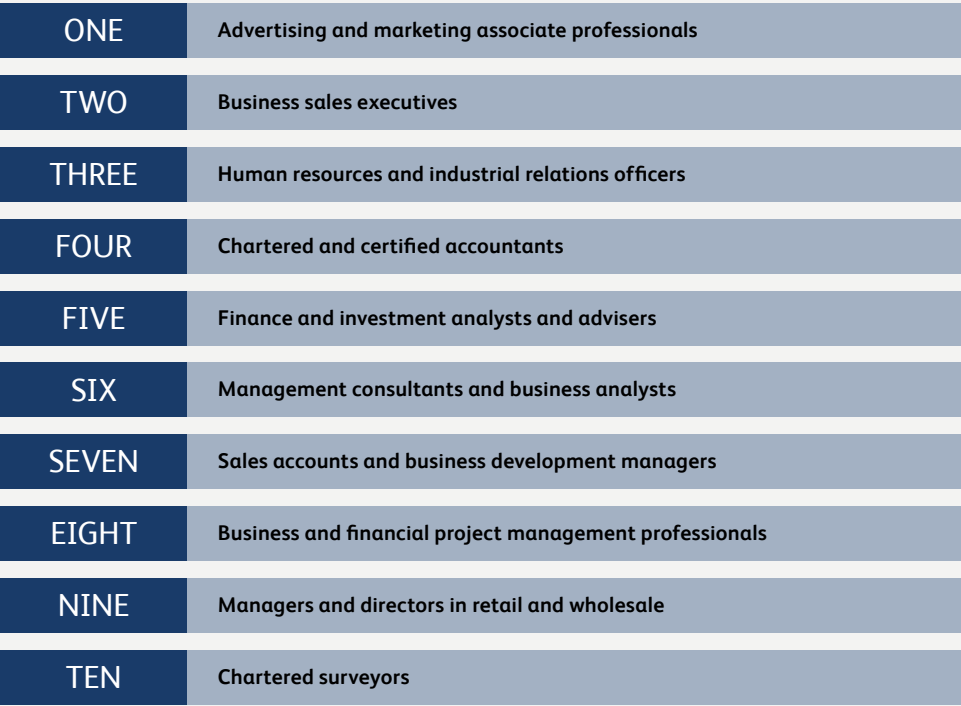 ONE Advertising and marketing associate professionals
TWO Business sales executives
THREE Human resources and industrial relations officers
FOUR Chartered and certified accountants
FIVE Finance and investment analysts and advisers
SIX Management consultants and business analysts
SEVEN Sales accounts and business development managers
EIGHT Business and financial project management professionals
NINE Managers and directors in retail and wholesale
TEN Chartered surveyors